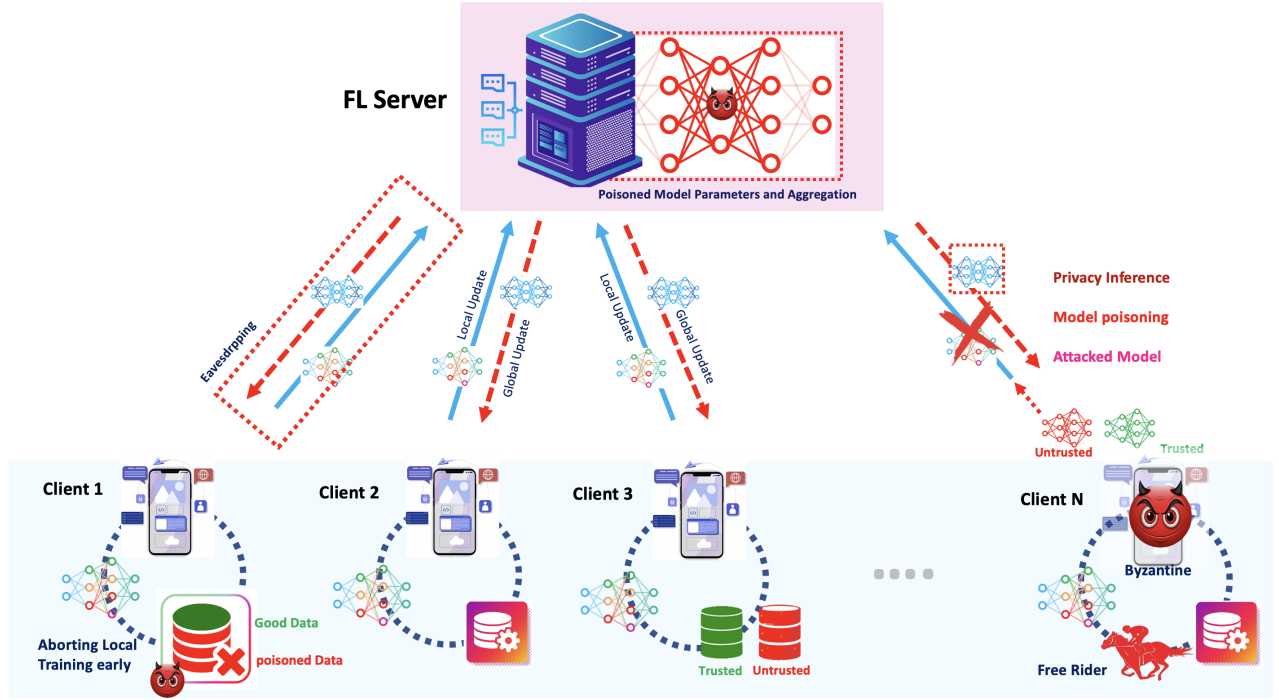 FL Server
Poisoned Model Parameters and Aggregation
Eavesdrpping
Local Update
Global Update
Local Update
Global Update
Privacy Inference
Model poisoning
Attacked Model
Untrusted
Trusted
Client 1
Client 2
Client 3
Client N
Byzantine
Good Data
poisoned Data
Aborting Local
Training early
Trusted
Untrusted
Free Rider